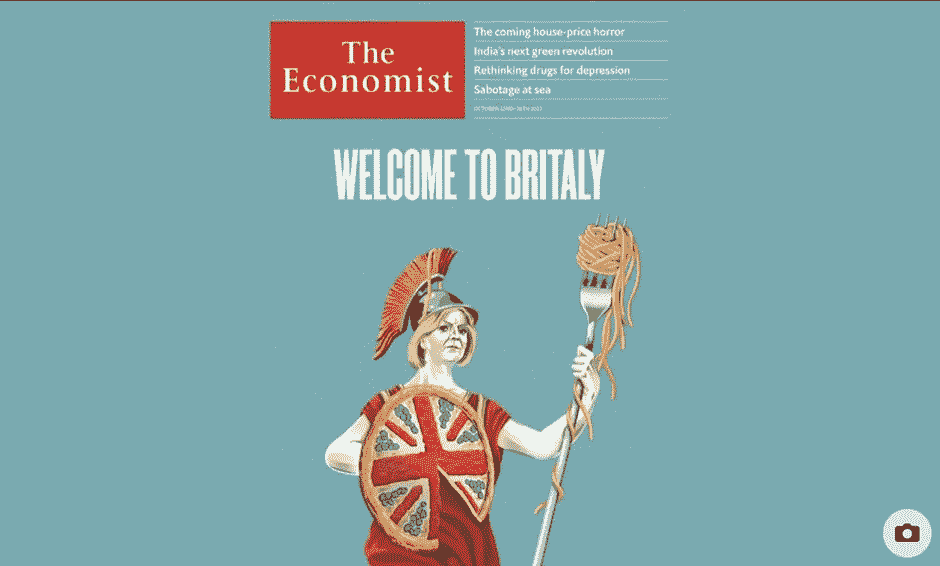 The
Economist
The coming house-price horror
India's next green revolution
Rethinking drugs for depression
Sabotage at sea
WELCOME TO BRITALY